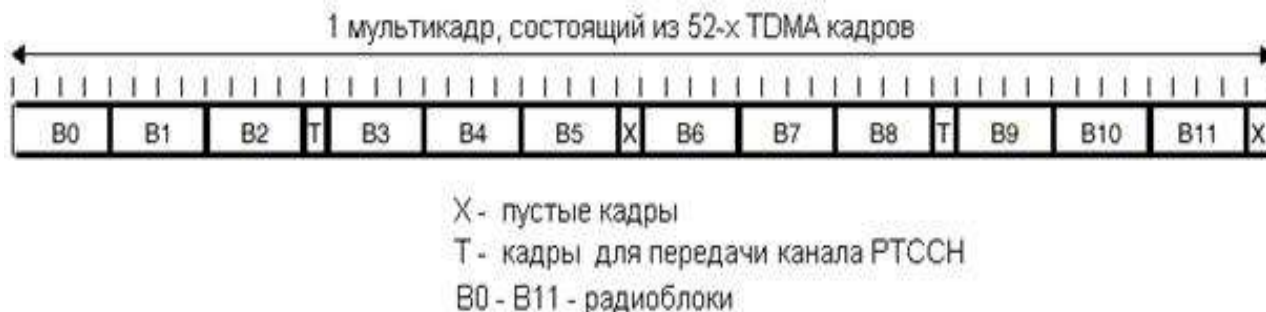 1 мультикадр, состоящий из 52-х TDMA кадров
B0 B1 B2 T B3 B4 B5 X B6 B7 B8 T B9 B10 B11 X
X - пустые кадры
T - кадры для передачи канала PTCCH
B0 - B11 - радиоблоки